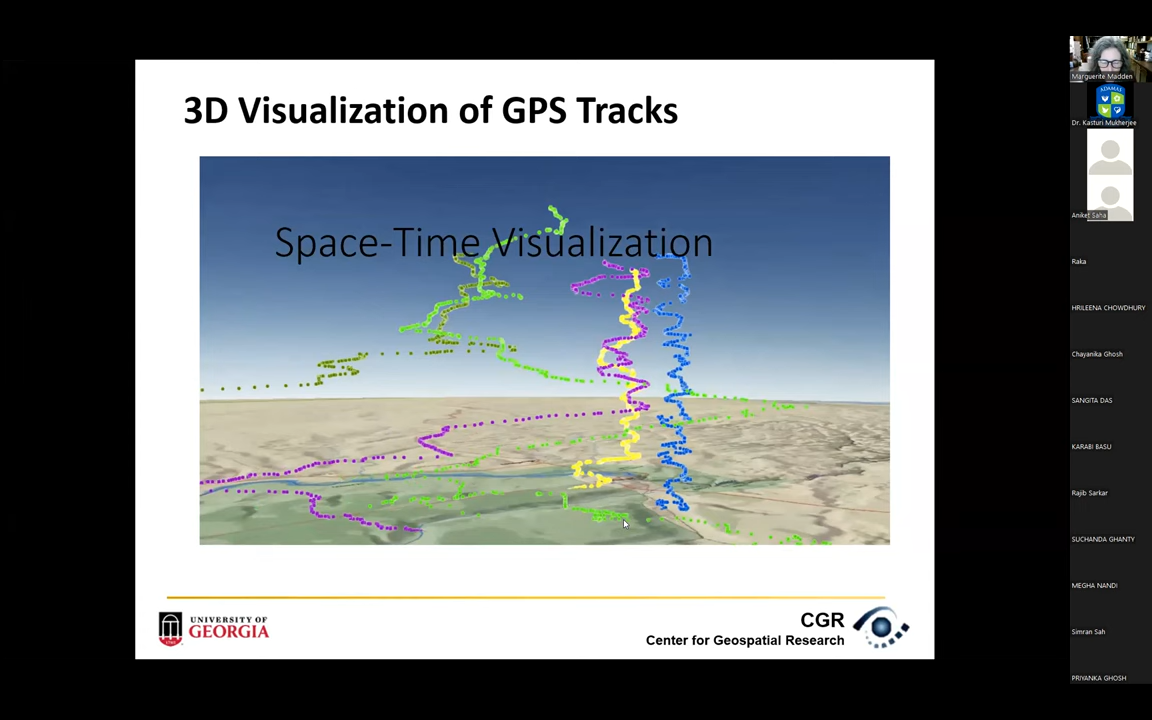 3D Visualization of GPS Tracks
Space-Time Visualization
UNIVERSITY OF
GEORGIA
CGR
Center for Geospatial Research
Marguerite Madden
ADAMAS
Dr. Kasturi Mukherjee
Aniket Saha
Raka
HRILEENA CHOWDHURY
Chayanika Ghosh
SANGITA DAS
KARABI BASU
Rajib Sarkar
SUCHANDA GHANTY
MEGHA NANDI
Simran Sah
PRIYANKA GHOSH